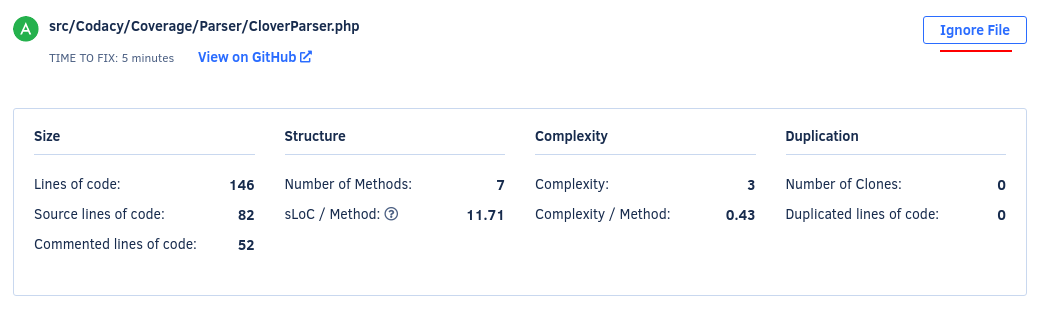 A src/Codacy/Coverage/Parser/CloverParser.php
Ignore File
TIME TO FIX: 5 minutes View on GitHub
Size Structure Complexity Duplication
Lines of code: 146 Number of Methods: 7 Complexity: 3 Number of Clones: 0
Source lines of code: 82 sLoC / Method: ? 11.71 Complexity / Method: 0.43 Duplicated lines of code: 0
Commented lines of code: 52